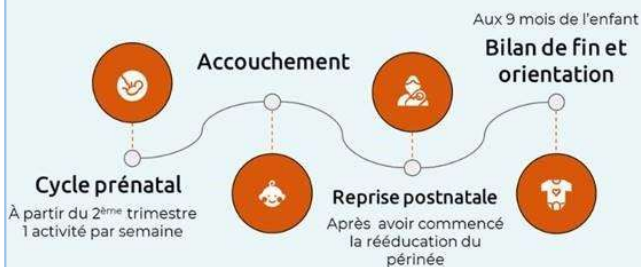 Cycle prénatal
À partir du 2ème trimestre
1 activité par semaine
Accouchement
Reprise postnatale
Après avoir commencé
la rééducation du
périnée
Aux 9 mois de l'enfant
Bilan de fin et
orientation